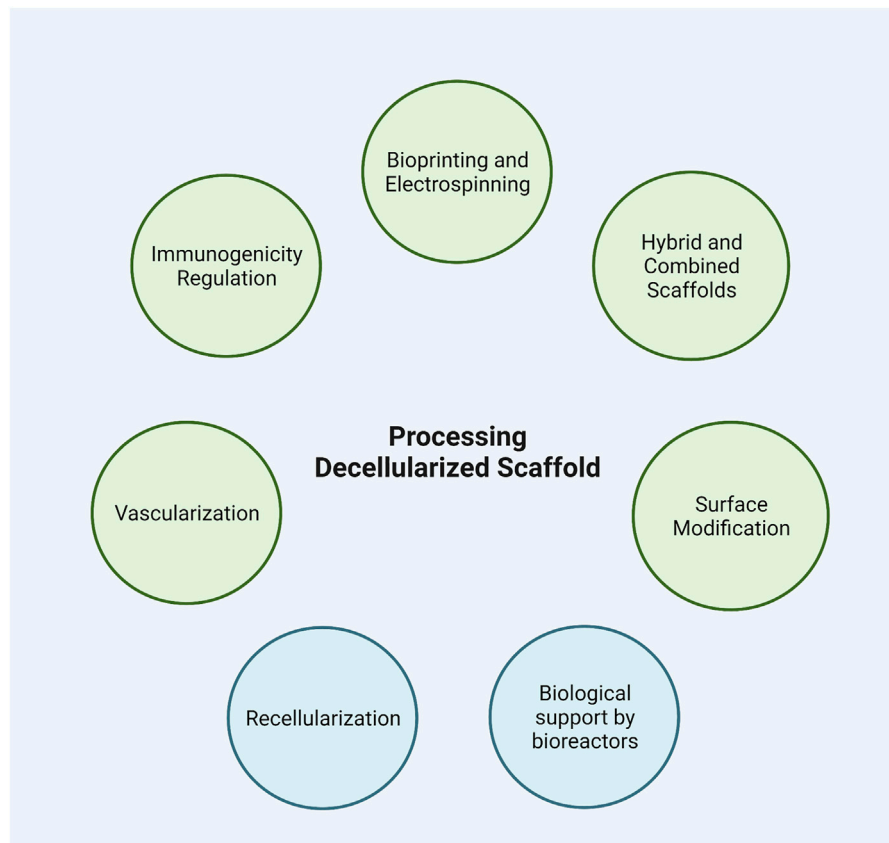 Bioprinting and
Electrospinning
Immunogenicity
Regulation
Hybrid and
Combined
Scaffolds
Processing
Decellularized Scaffold
Vascularization
Surface
Modification
Recellularization
Biological
support by
bioreactors